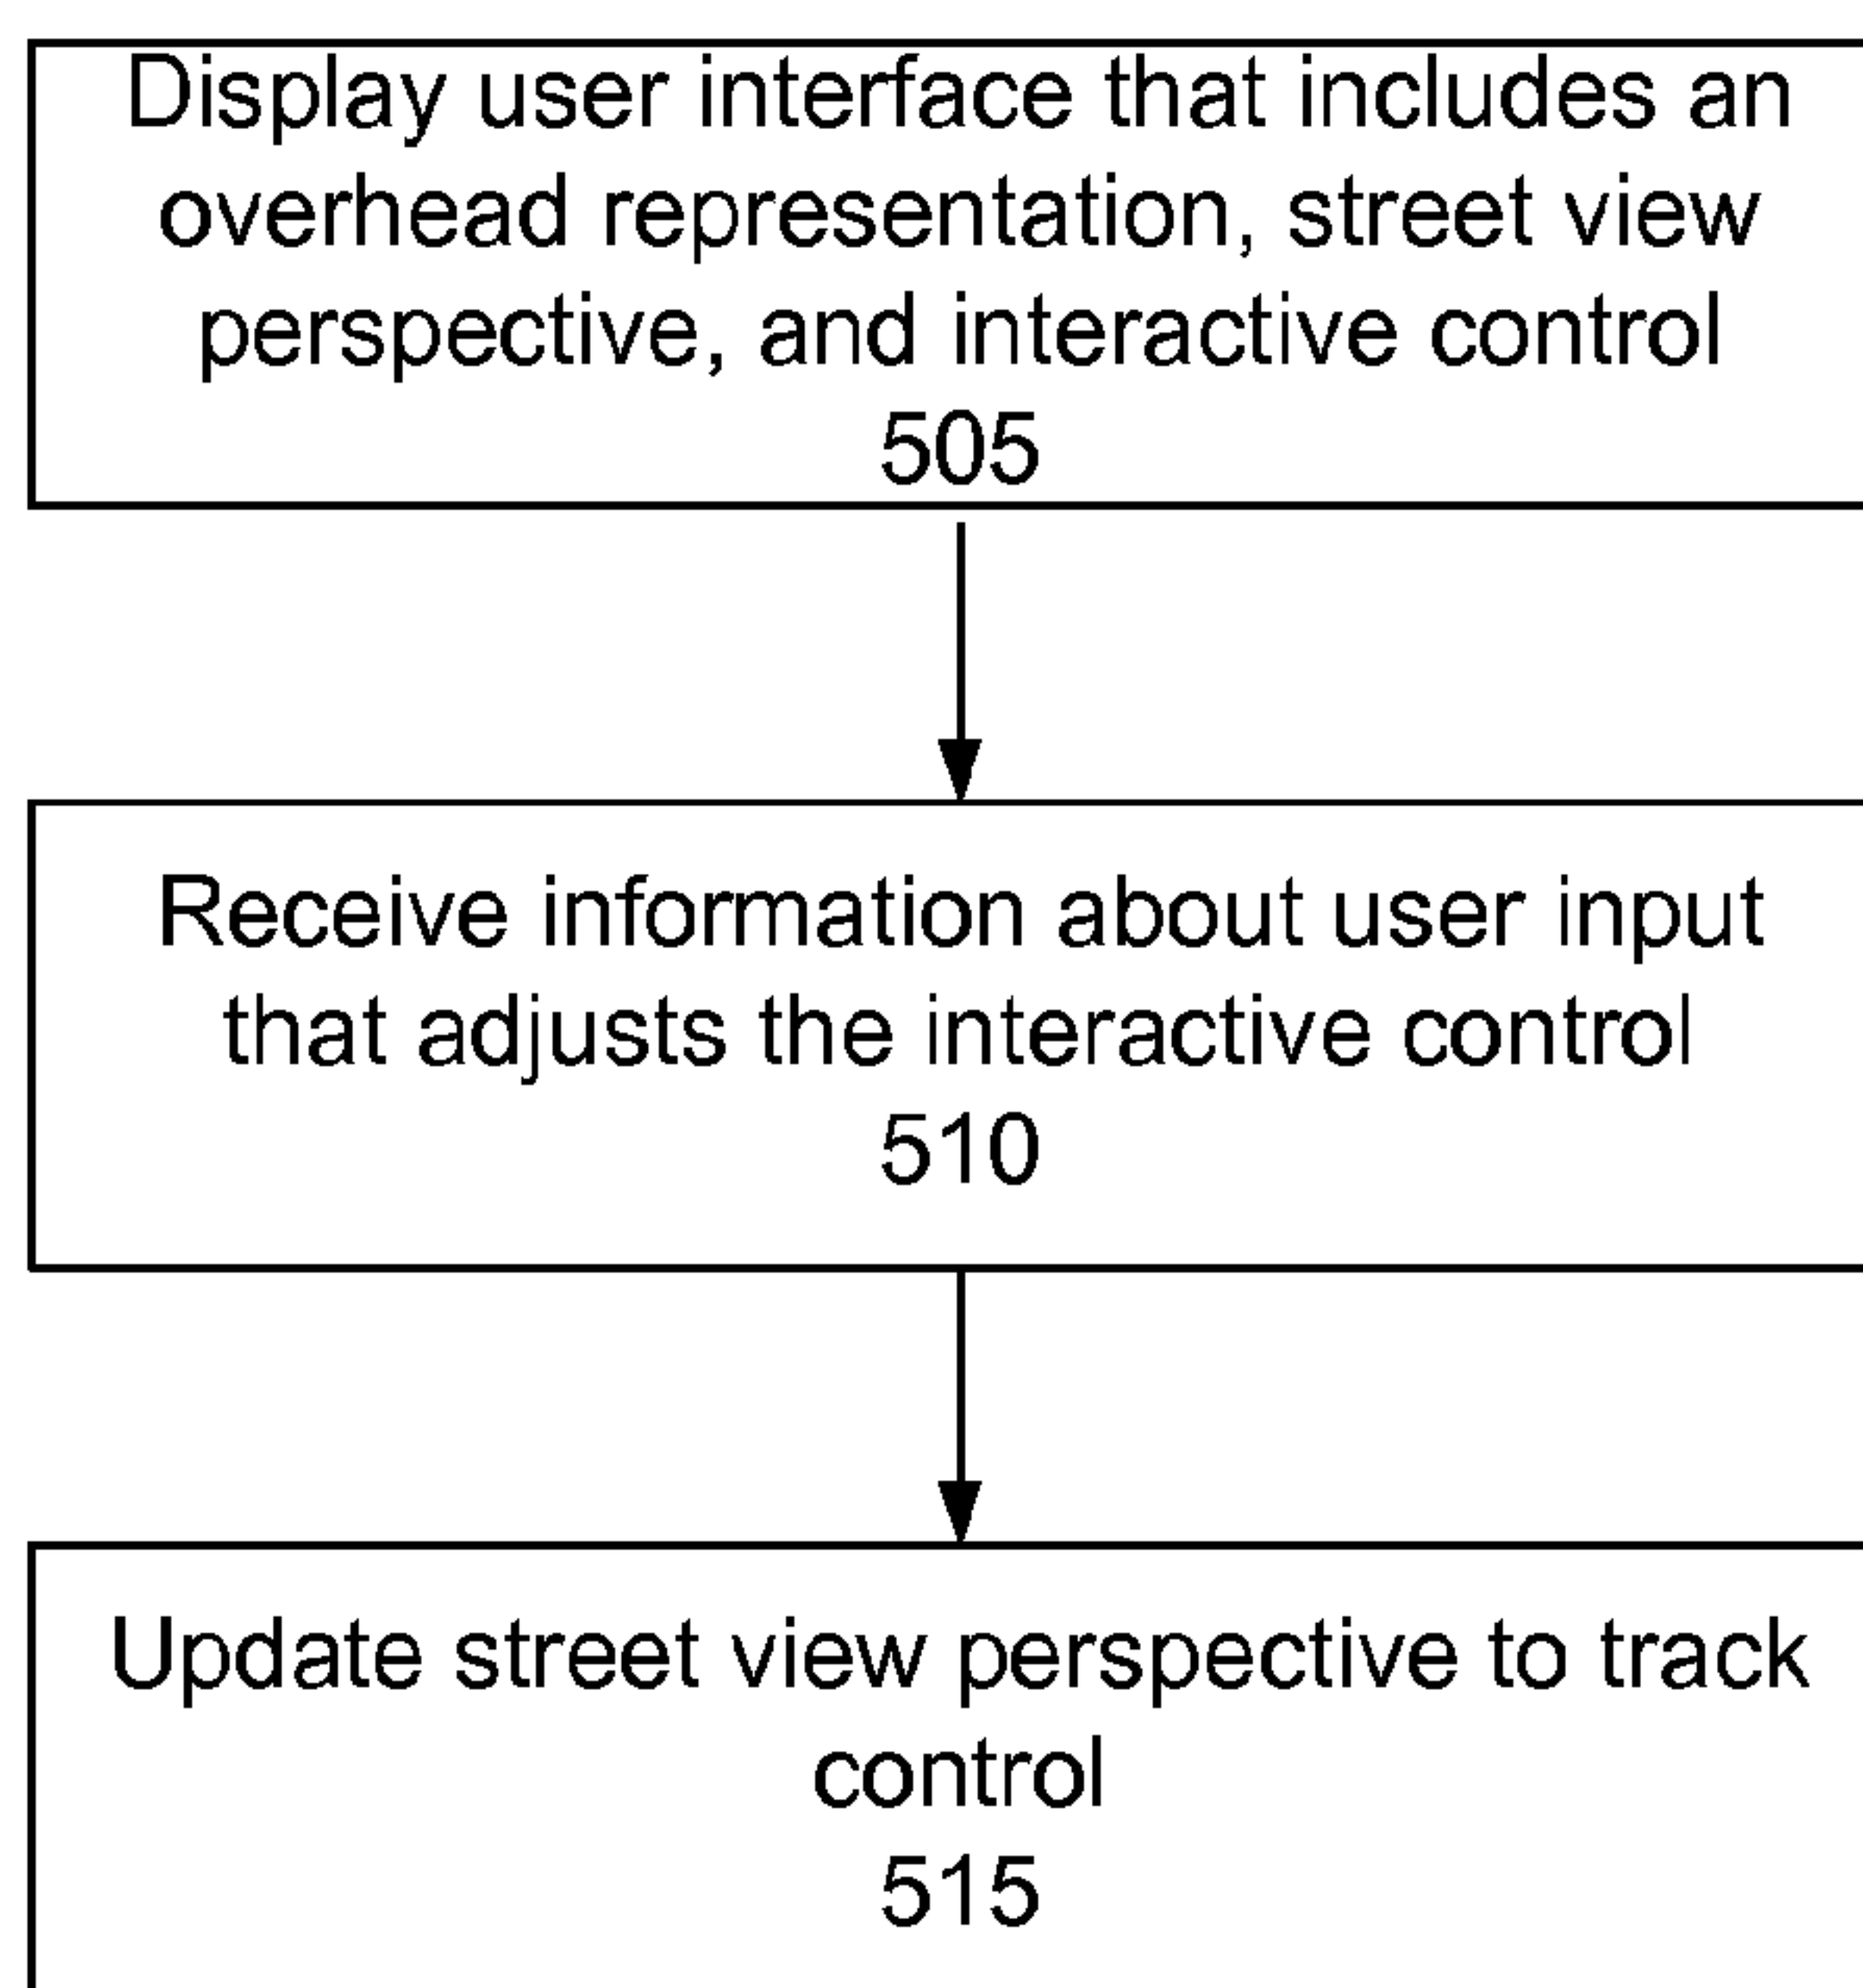 Display user interface that includes an
overhead representation, street view
perspective, and interactive control
505
Receive information about user input
that adjusts the interactive control
510
Update street view perspective to track
control
515